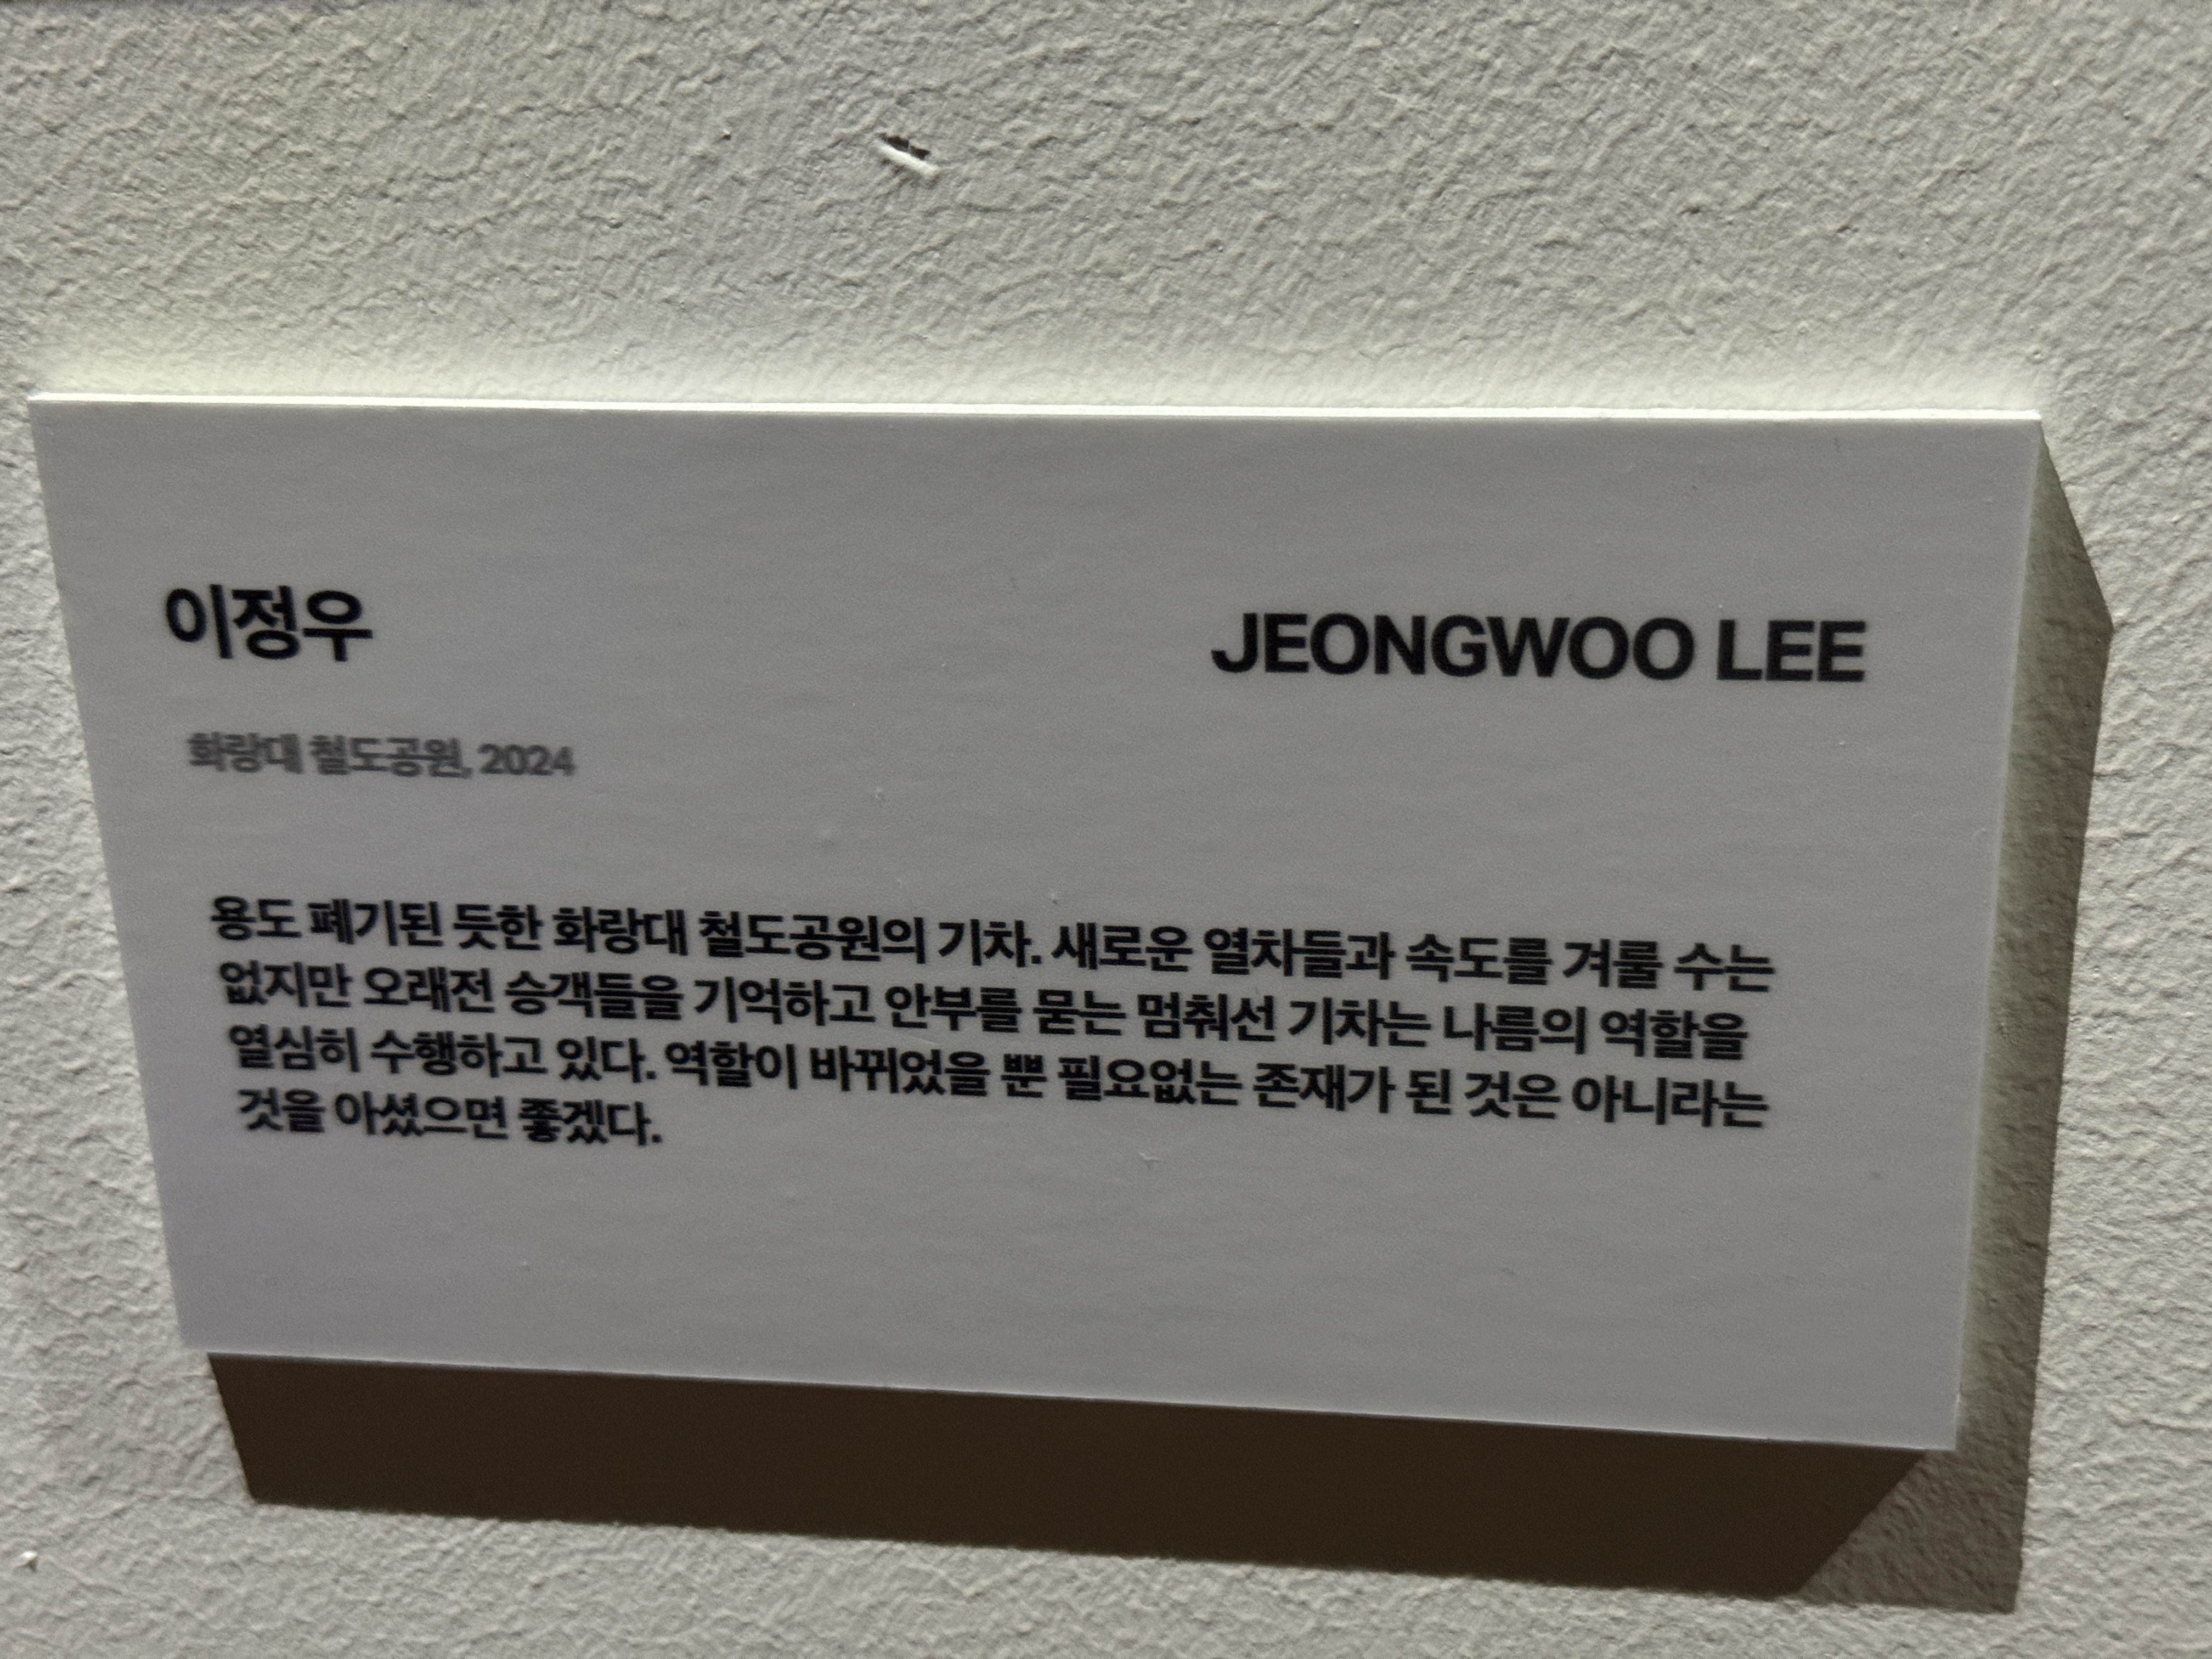 이정우
JEONGWOO LEE
화랑대 철도공원, 2024
용도 폐기된 듯한 화랑대 철도공원의 기차. 새로운 열차들과 속도를 겨룰 수는
없지만 오래전 승객들을 기억하고 안부를 묻는 멈춰선 기차는 나름의 역할을
열심히 수행하고 있다. 역할이 바뀌었을 뿐 필요없는 존재가 된 것은 아니라는
것을 아셨으면 좋겠다.